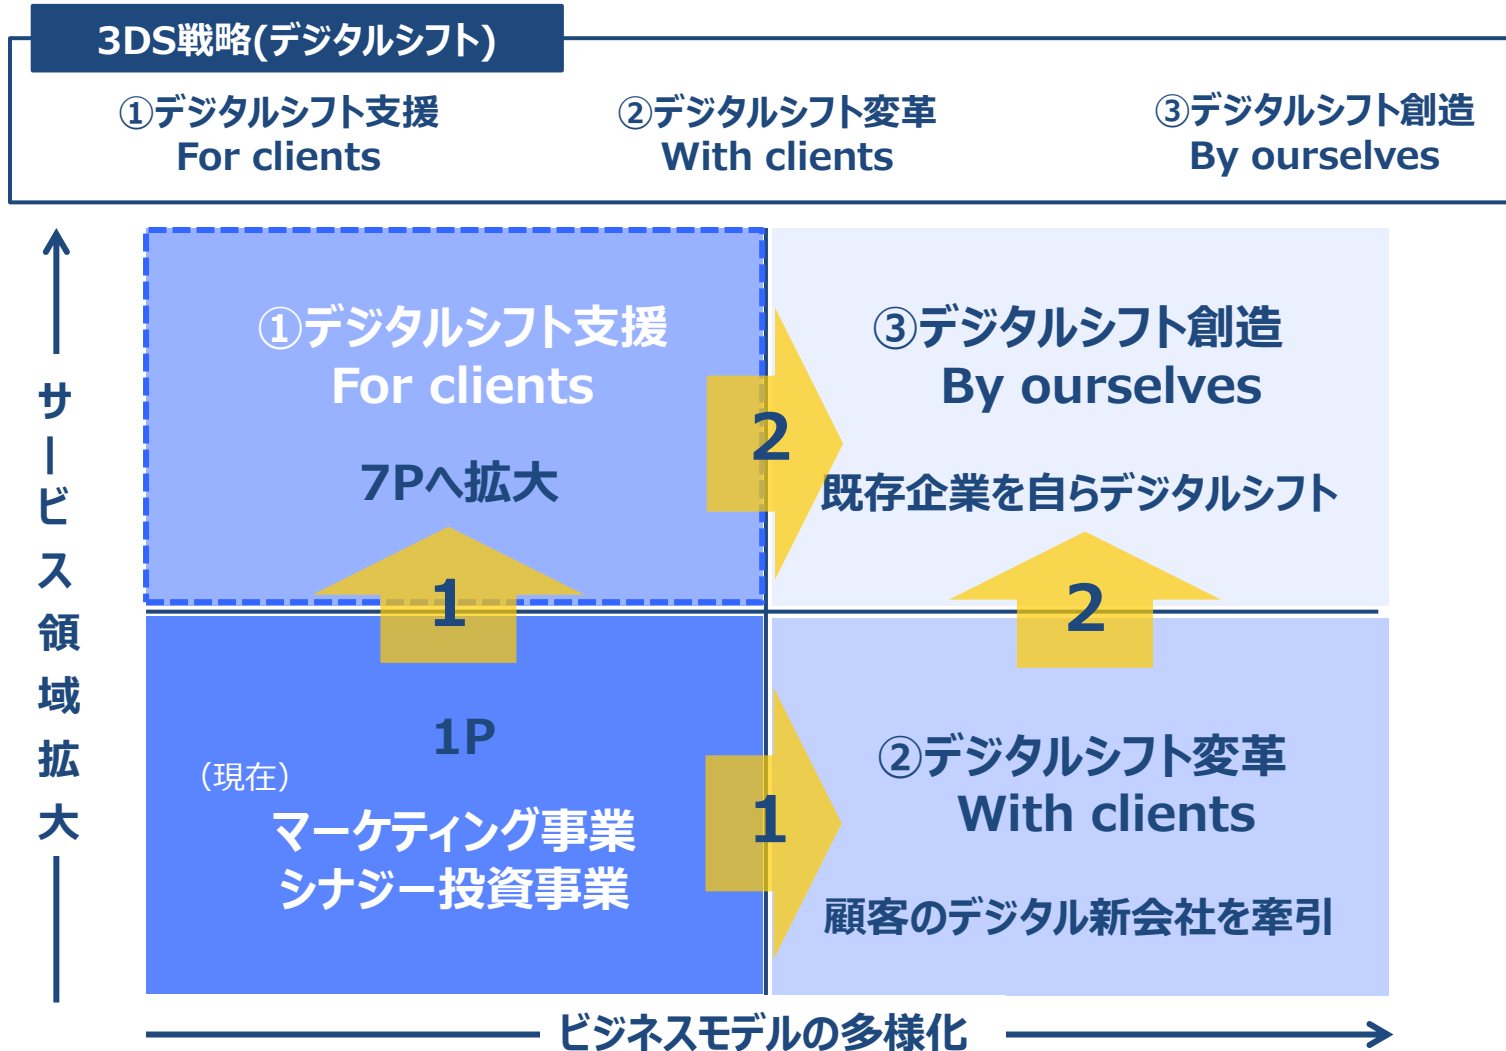 3DS戦略(デジタルシフト)
①デジタルシフト支援
For clients
②デジタルシフト変革
With clients
③デジタルシフト創造
By ourselves
サービス領域拡大
①デジタルシフト支援
For clients
7Pへ拡大
2
③デジタルシフト創造
By ourselves
既存企業を自らデジタルシフト
1
2
1P
（現在）
マーケティング事業
シナジー投資事業
1
②デジタルシフト変革
With clients
顧客のデジタル新会社を牽引
ビジネスモデルの多様化